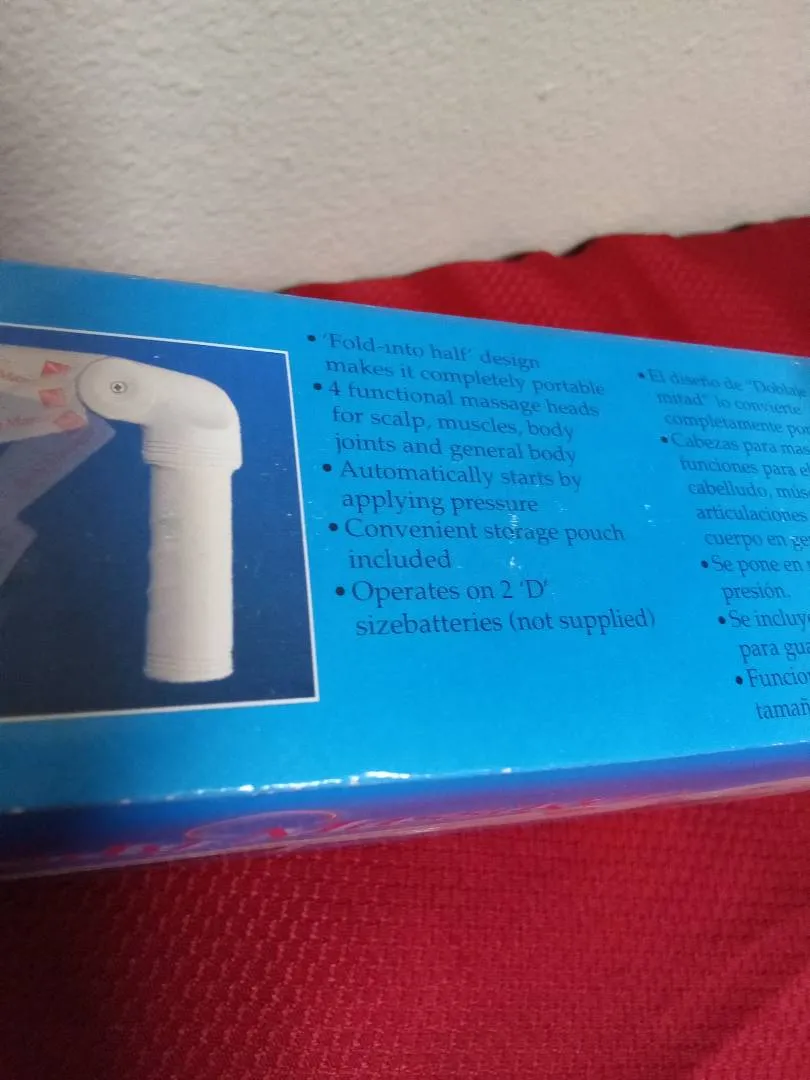 • 'Fold-into half' design
makes it completely portable
• 4 functional massage heads
for scalp, muscles, body
joints and general body
• Automatically starts by
applying pressure
• Convenient storage pouch
included
• Operates on 2 'D'
sizebatteries (not supplied)
• El diseño de "Doblaje
mitad" lo convierte
completamente por
• Cabezas para mas
funciones para el
cabelludo, mús
articulaciones
cuerpo en ge
• Se pone en
presión.
• Se incluy
para gua
• Funcio
tamañ